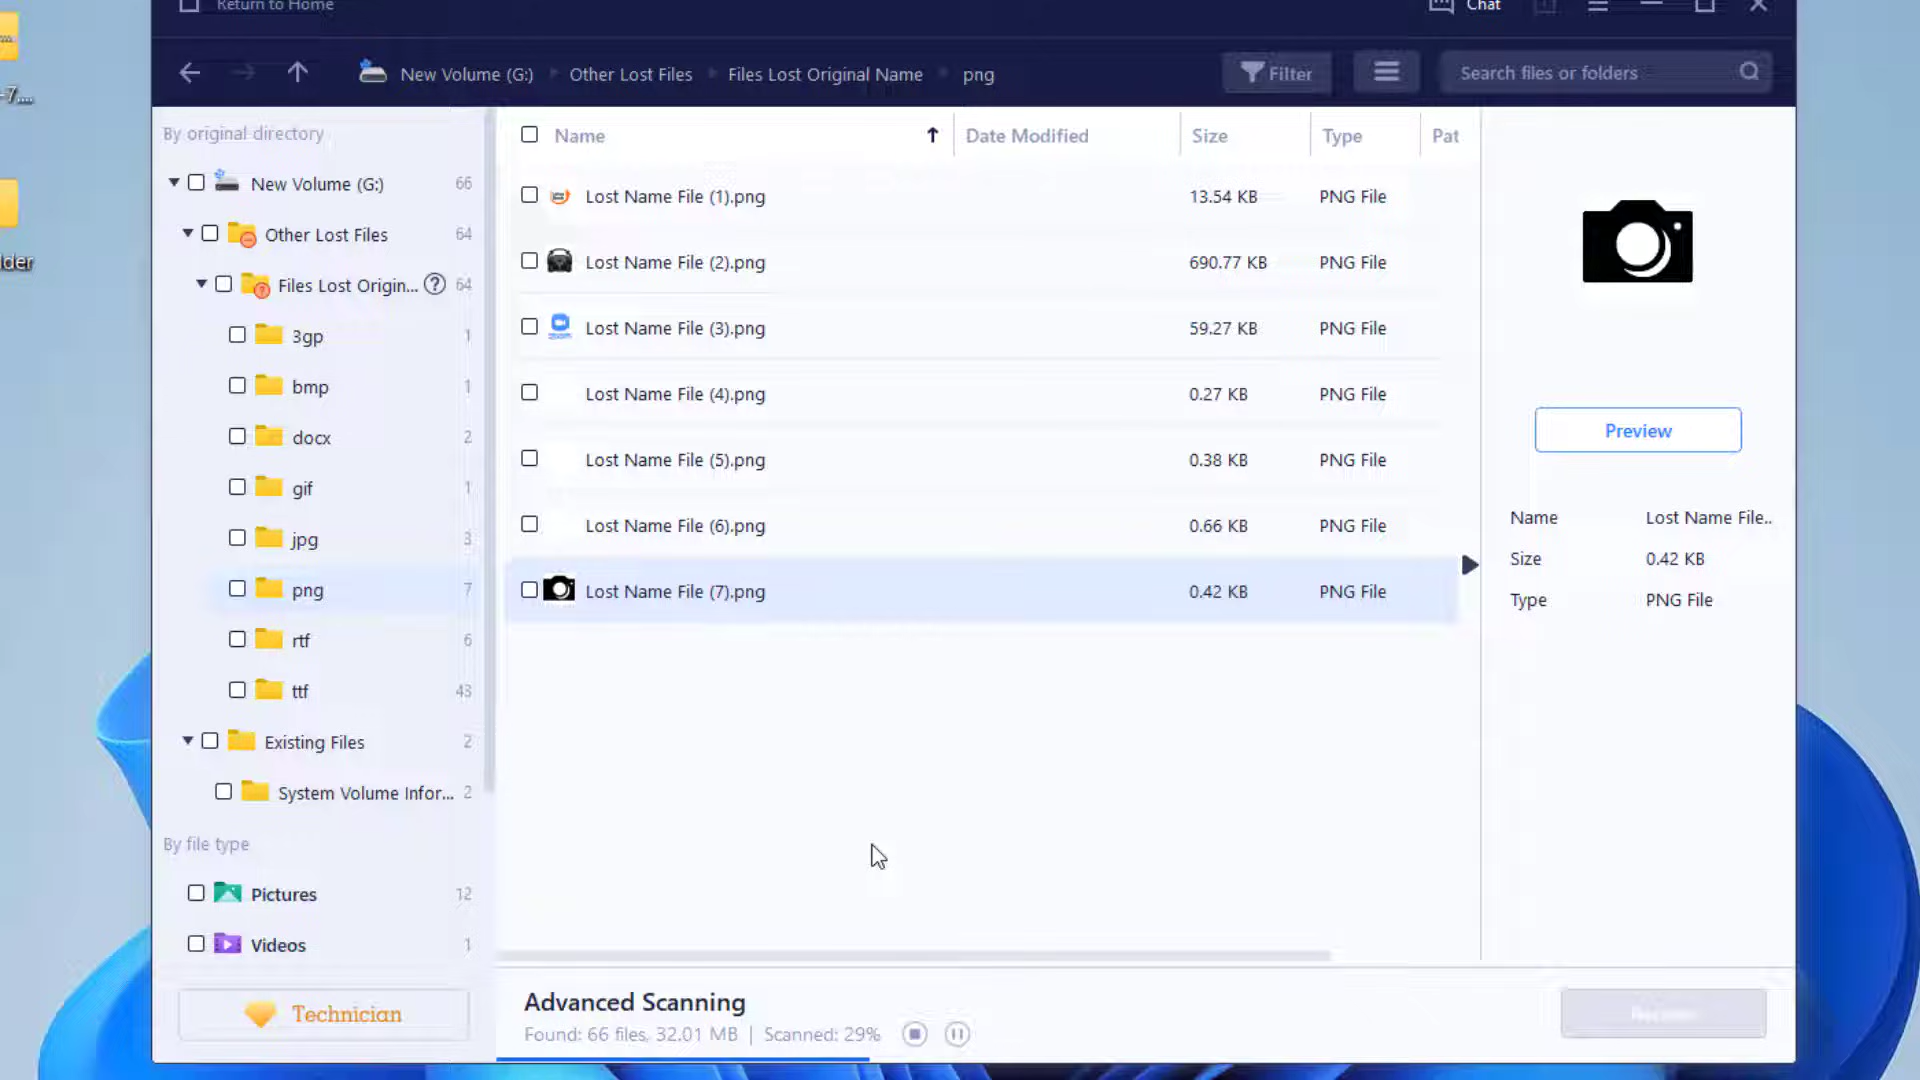 Return to Home
Chat
-7....
lder
New Volume (G:)
Other Lost Files
Files Lost Original Name
png
Filter
Search files or folders
By original directory
New Volume (G:) 66
Other Lost Files 64
Files Lost Origin... ? 64
3gp 1
bmp 1
docx 2
gif 1
jpg 3
png 7
rtf 6
ttf 43
Existing Files 2
System Volume Infor... 2
By file type
Pictures 12
Videos 1
Technician
Name Date Modified Size Type Pat
Lost Name File (1).png 13.54 KB PNG File
Lost Name File (2).png 690.77 KB PNG File
Lost Name File (3).png 59.27 KB PNG File
Lost Name File (4).png 0.27 KB PNG File
Lost Name File (5).png 0.38 KB PNG File
Lost Name File (6).png 0.66 KB PNG File
Lost Name File (7).png 0.42 KB PNG File
Preview
Name Lost Name File..
Size 0.42 KB
Type PNG File
Advanced Scanning
Found: 66 files, 32.01 MB | Scanned: 29%